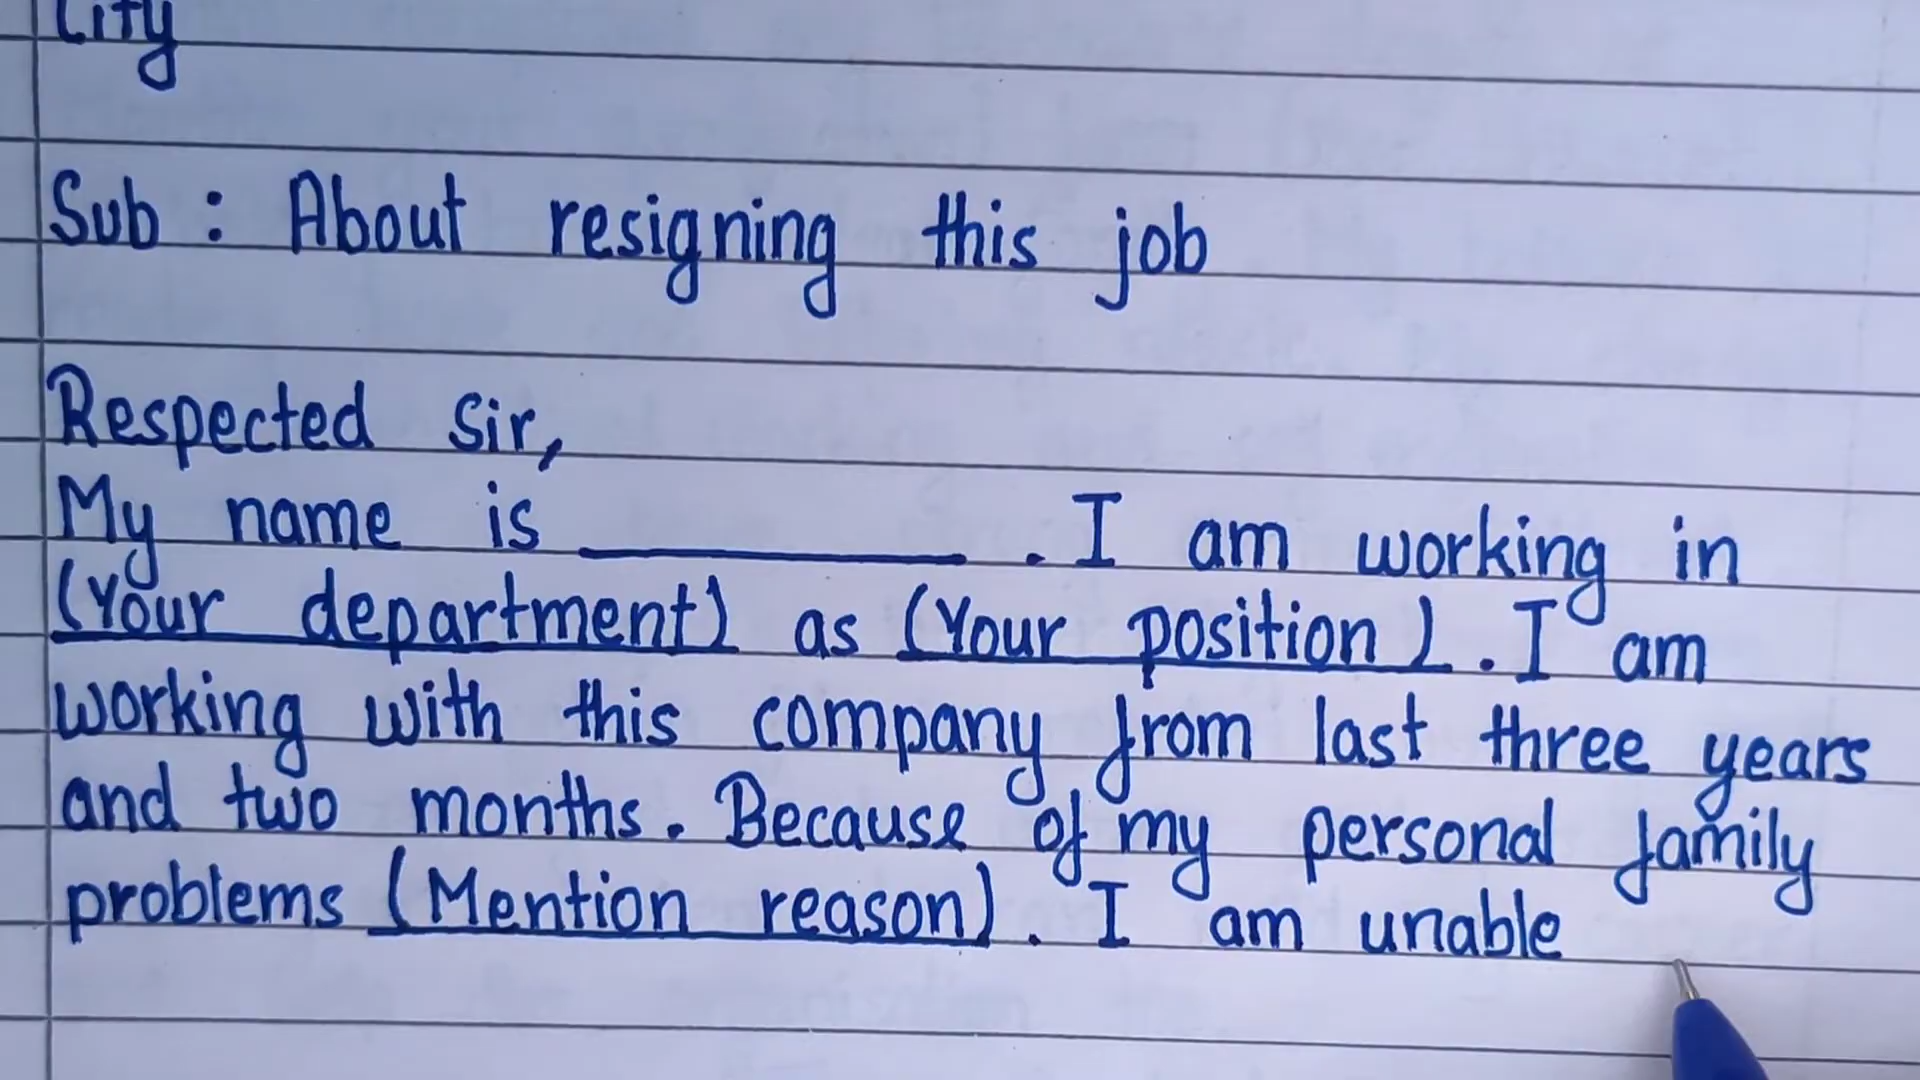 City
Sub : About resigning this job
Respected Sir,
My name is __________ . I am working in
(Your department) as (Your position). I am
working with this company from last three years
and two months. Because of my personal family
problems (Mention reason). I am unable